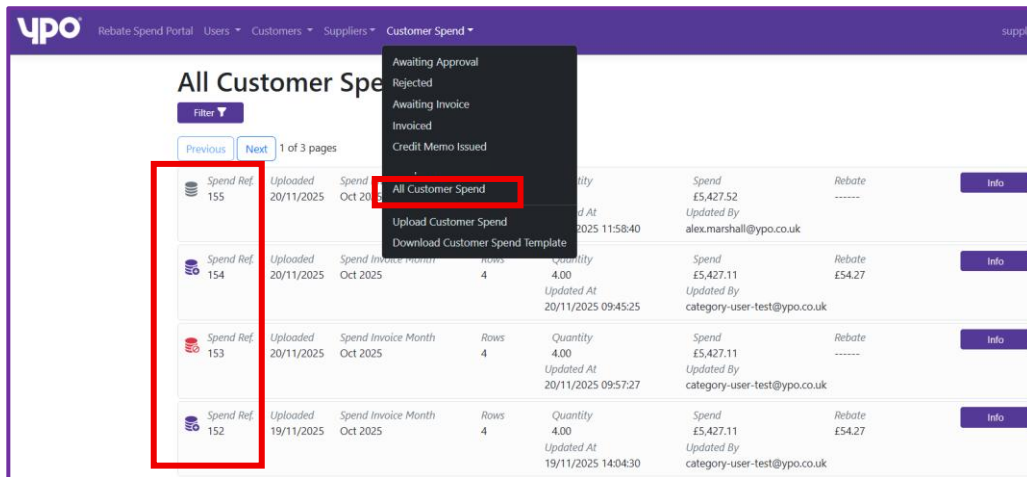 ypo Rebate Spend Portal Users Customers Suppliers Customer Spend suppl
Awaiting Approval
Rejected
Awaiting Invoice
Invoiced
Credit Memo Issued
All Customer Spend
Upload Customer Spend
Download Customer Spend Template
All Customer Spe
Filter
Previous Next 1 of 3 pages
Spend Ref. Uploaded Spend In tity Spend Rebate Info
155 20/11/2025 Oct 2025 £5,427.52 ------
d At Updated By
2025 11:58:40 alex.marshall@ypo.co.uk
Spend Ref. Uploaded Spend Invoice Month Rows Quantity Spend Rebate Info
154 20/11/2025 Oct 2025 4 4.00 £5,427.11 £54.27
Updated At Updated By
20/11/2025 09:45:25 category-user-test@ypo.co.uk
Spend Ref. Uploaded Spend Invoice Month Rows Quantity Spend Rebate Info
153 20/11/2025 Oct 2025 4 4.00 £5,427.11 ------
Updated At Updated By
20/11/2025 09:57:27 category-user-test@ypo.co.uk
Spend Ref. Uploaded Spend Invoice Month Rows Quantity Spend Rebate Info
152 19/11/2025 Oct 2025 4 4.00 £5,427.11 £54.27
Updated At Updated By
19/11/2025 14:04:30 category-user-test@ypo.co.uk